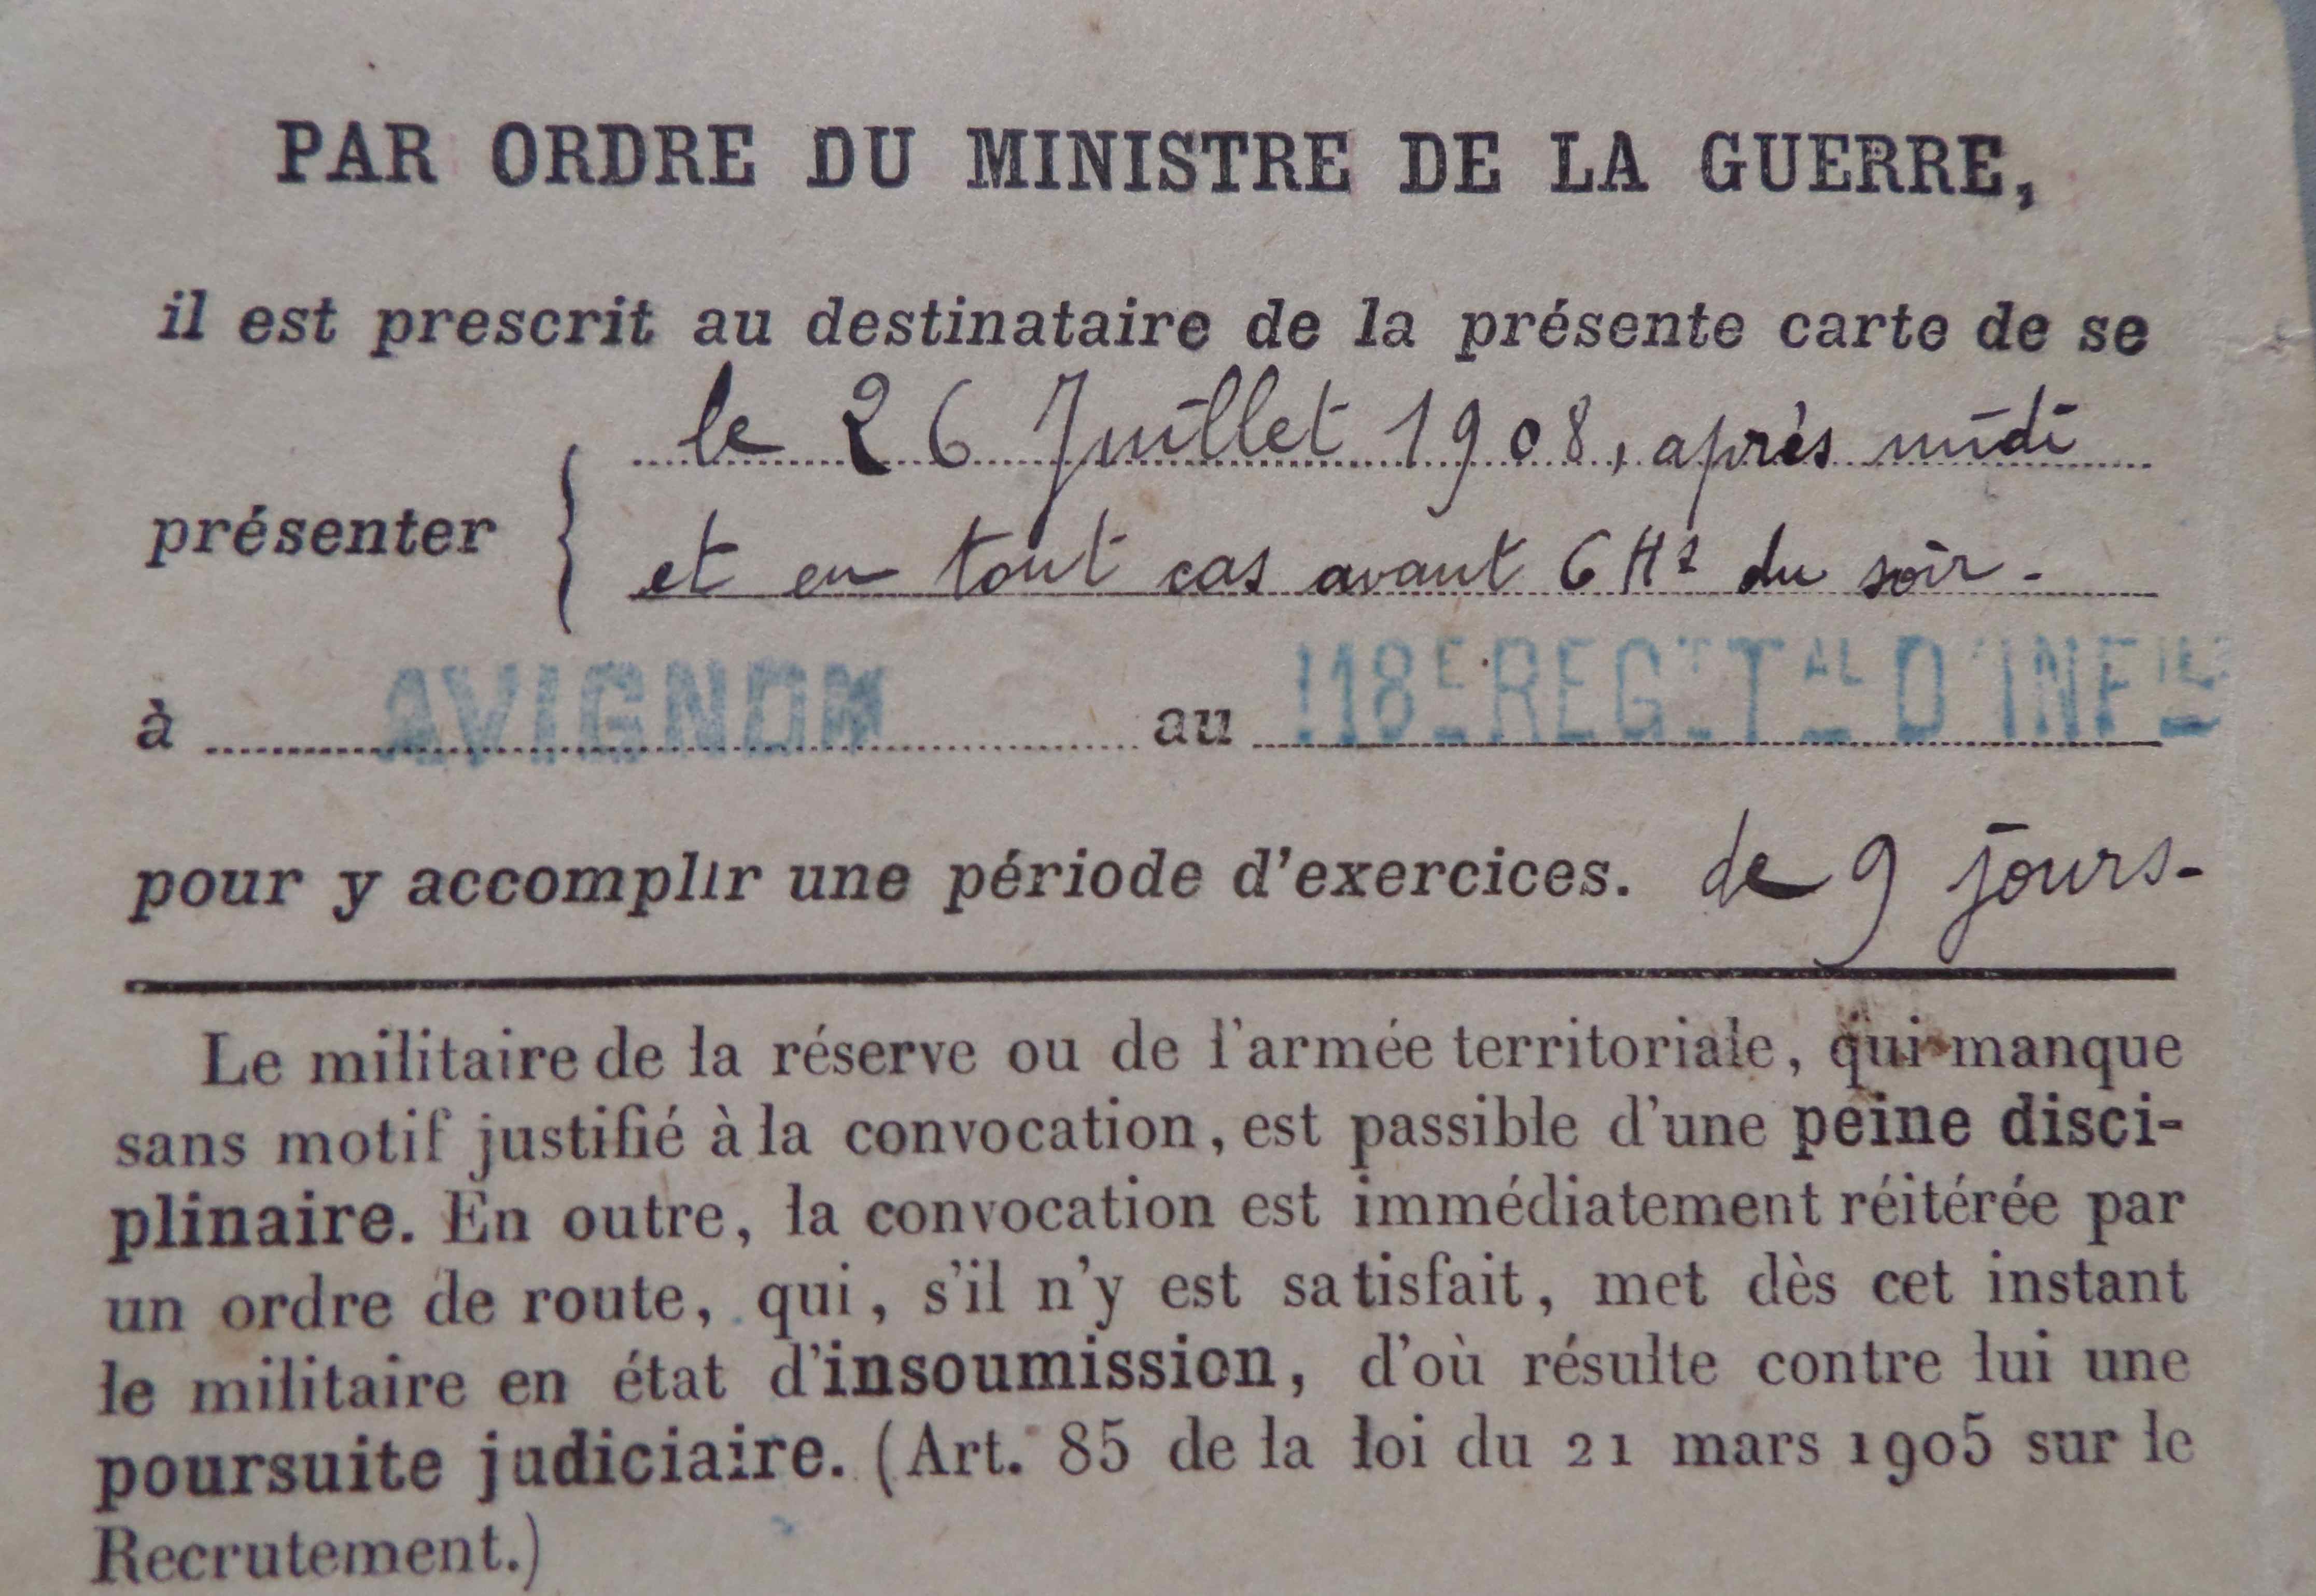 PAR ORDRE DU MINISTRE DE LA GUERRE,
il est prescrit au destinataire de la présente carte de se
le 26 Juillet 1908, après midi
présenter
et en tout cas avant 6 Hs du soir.
à AVIGNON au 118E REGT TAL D'INFIE
pour y accomplir une période d'exercices. de 9 jours-
Le militaire de la réserve ou de l'armée territoriale, qui manque
sans motif justifié à la convocation, est passible d'une peine disci-
plinaire. En outre, la convocation est immédiatement réitérée par
un ordre de route, qui, s'il n'y est satisfait, met dès cet instant
le militaire en état d'insoumission, d'où résulte contre lui une
poursuite judiciaire. (Art. 85 de la loi du 21 mars 1905 sur le
Recrutement.)